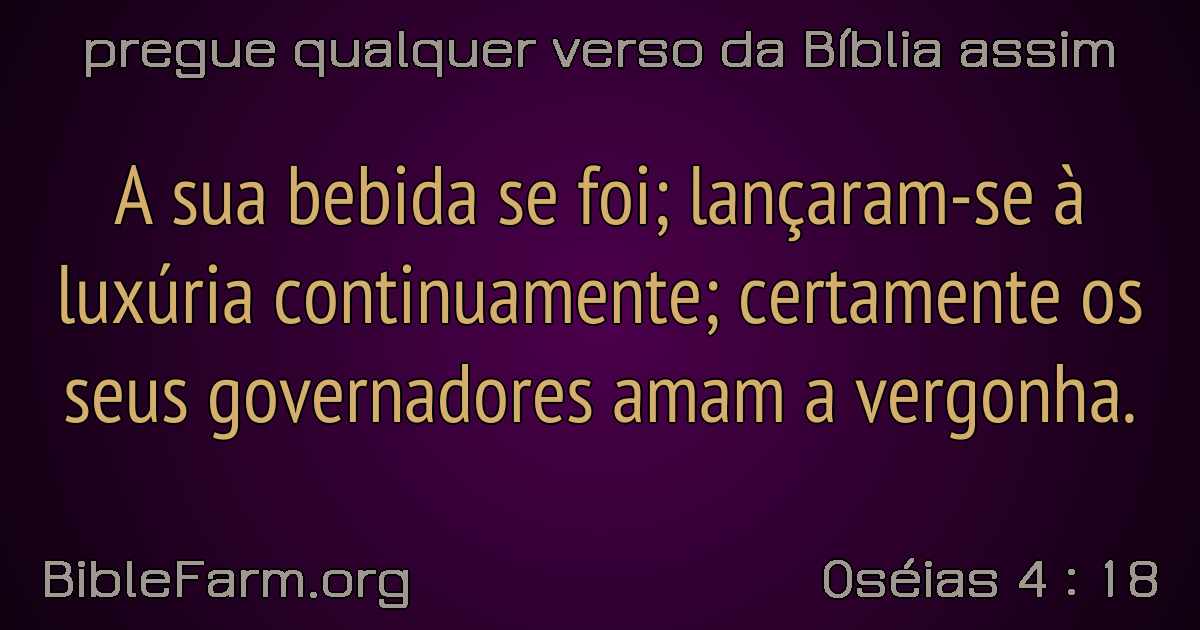 pregue qualquer verso da Bíblia assim
A sua bebida se foi; lançaram-se à
luxúria continuamente; certamente os
seus governadores amam a vergonha.
BibleFarm.org
Oséias 4 : 18